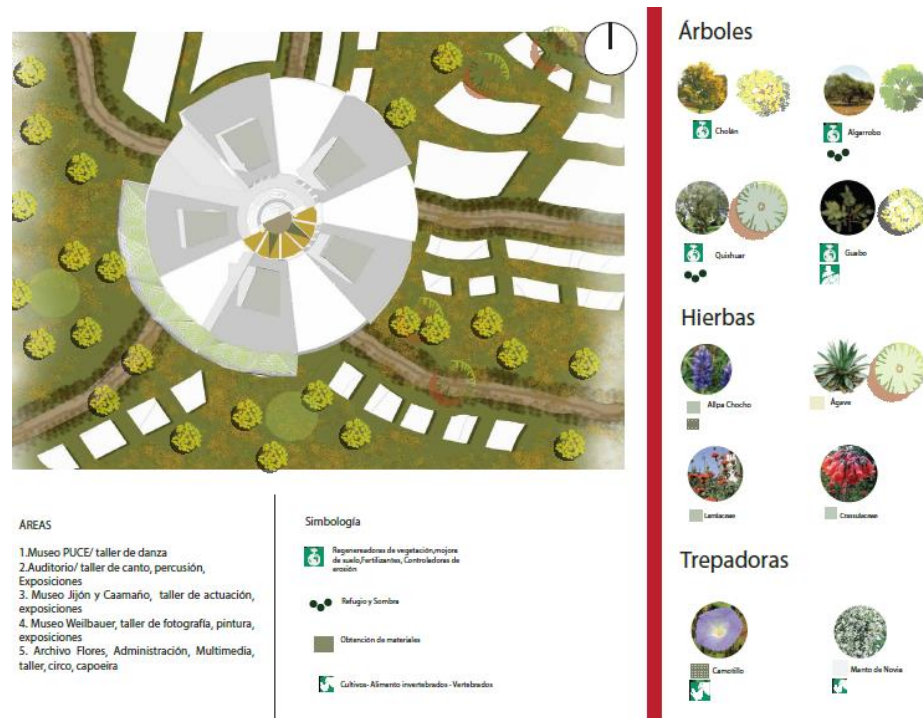 ÁREAS
1.Museo PUCE/ taller de danza
2.Auditorio/ taller de canto, percusión,
Exposiciones
3. Museo Jijón y Caamaño, taller de actuación,
exposiciones
4. Museo Weilbauer, taller de fotografía, pintura,
exposiciones
5. Archivo Flores, Administración, Multimedia,
taller, circo, capoeira
Simbología
Regeneradoras de vegetación,mejora
de suelo,Fertilizantes, Controladoras de
erosión
Refugio y Sombra
Obtención de materiales
Cultivos- Alimento invertebrados - Vertebrados
Árboles
Cholán
Algarrobo
Quishuar
Guabo
Hierbas
Allpa Chocho
Ágave
Lamiaceae
Crassulaceae
Trepadoras
Camotillo
Manto de Novia